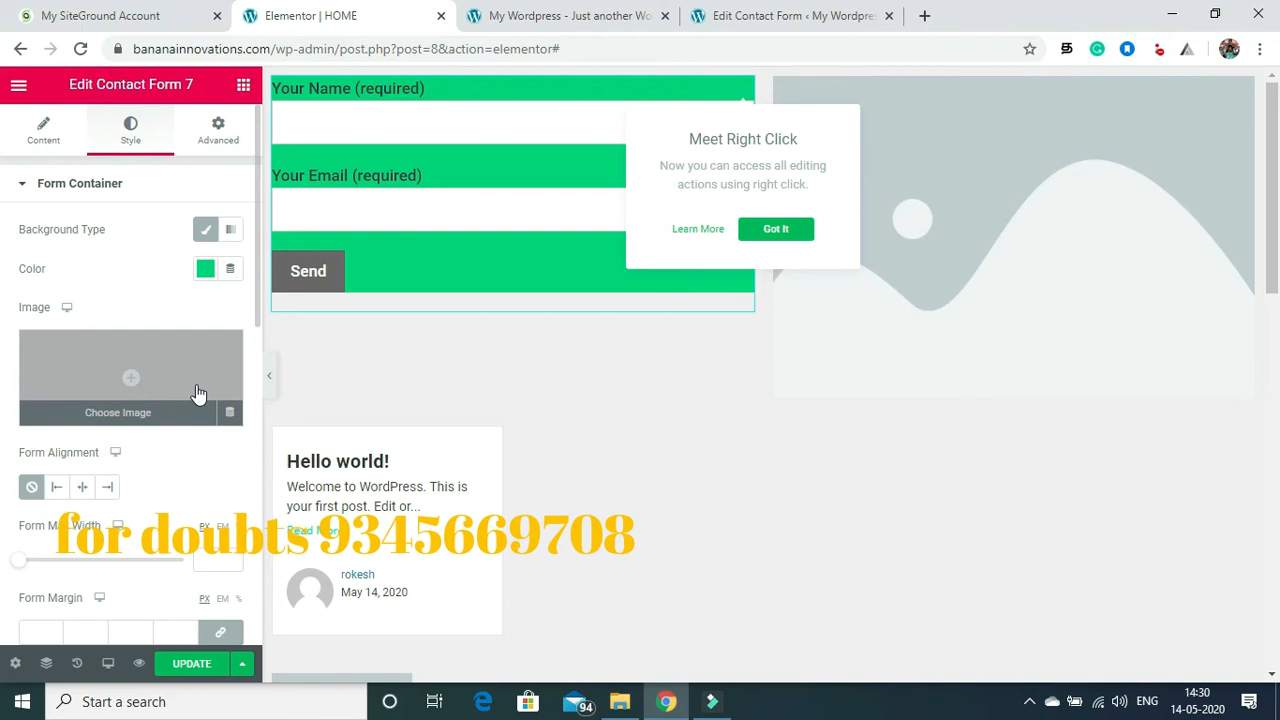 My SiteGround Account
Elementor | HOME
My Wordpress - Just another Wo
Edit Contact Form ‹ My Wordpre
bananainnovations.com/wp-admin/post.php?post=8&action=elementor#
Edit Contact Form 7
Content
Style
Advanced
Form Container
Background Type
Color
Image
Choose Image
Form Alignment
Form Max Width
PX EM
Form Margin
PX EM %
UPDATE
Your Name (required)
Your Email (required)
Send
Meet Right Click
Now you can access all editing
actions using right click.
Learn More
Got It
Hello world!
Welcome to WordPress. This is
your first post. Edit or...
Read More
for doubts 9345669708
rokesh
May 14, 2020
Start a search
94
ENG
14:30
14-05-2020